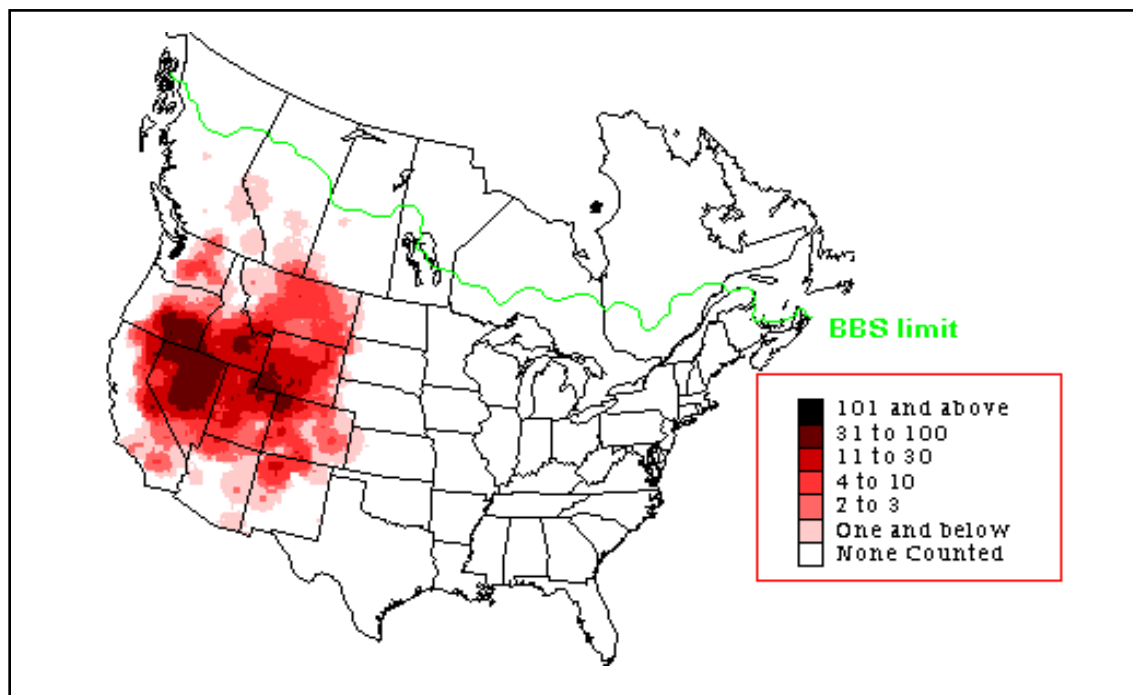 BBS limit
101 and above
31 to 100
11 to 30
4 to 10
2 to 3
One and below
None Counted